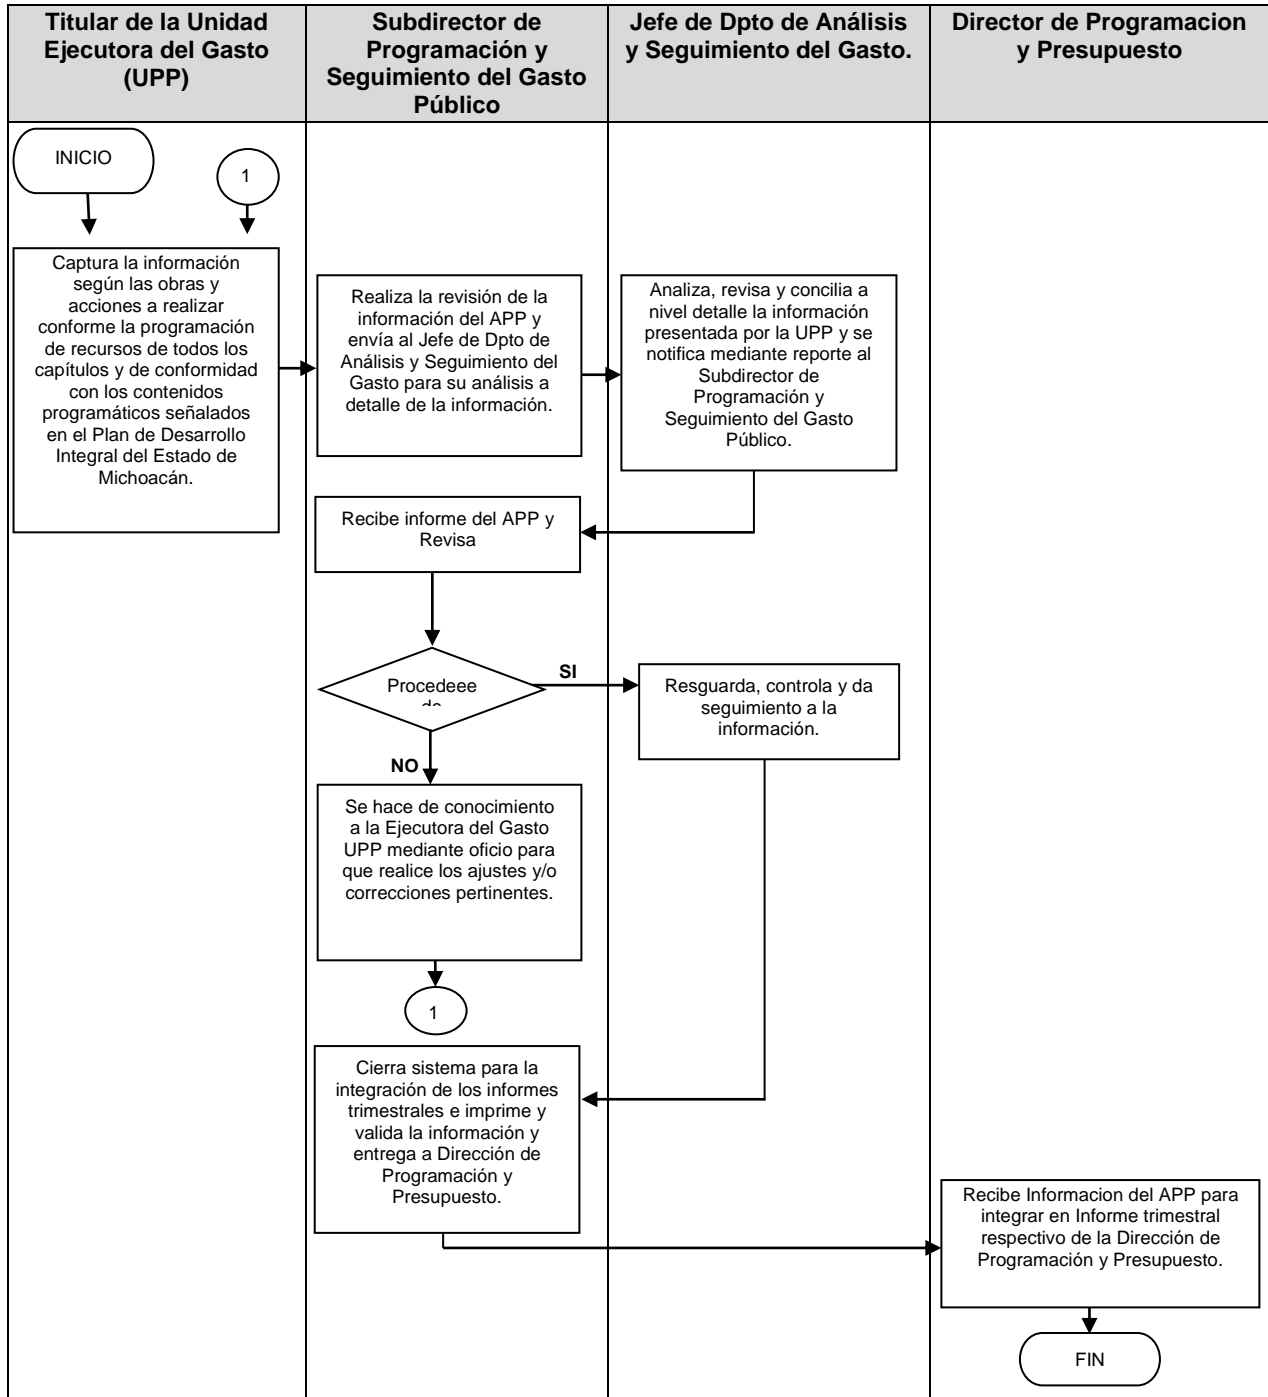 Titular de la Unidad
Ejecutora del Gasto
(UPP)
Subdirector de
Programación y
Seguimiento del Gasto
Público
Jefe de Dpto de Análisis
y Seguimiento del Gasto.
Director de Programacion
y Presupuesto
INICIO
1
Captura la información
según las obras y
acciones a realizar
conforme la programación
de recursos de todos los
capítulos y de conformidad
con los contenidos
programáticos señalados
en el Plan de Desarrollo
Integral del Estado de
Michoacán.
Realiza la revisión de la
información del APP y
envía al Jefe de Dpto de
Análisis y Seguimiento del
Gasto para su análisis a
detalle de la información.
Analiza, revisa y concilia a
nivel detalle la información
presentada por la UPP y se
notifica mediante reporte al
Subdirector de
Programación y
Seguimiento del Gasto
Público.
Recibe informe del APP y
Revisa
Procedeee
SI
Resguarda, controla y da
seguimiento a la
información.
NO
Se hace de conocimiento
a la Ejecutora del Gasto
UPP mediante oficio para
que realice los ajustes y/o
correcciones pertinentes.
1
Cierra sistema para la
integración de los informes
trimestrales e imprime y
valida la información y
entrega a Dirección de
Programación y
Presupuesto.
Recibe Informacion del APP para
integrar en Informe trimestral
respectivo de la Dirección de
Programación y Presupuesto.
FIN